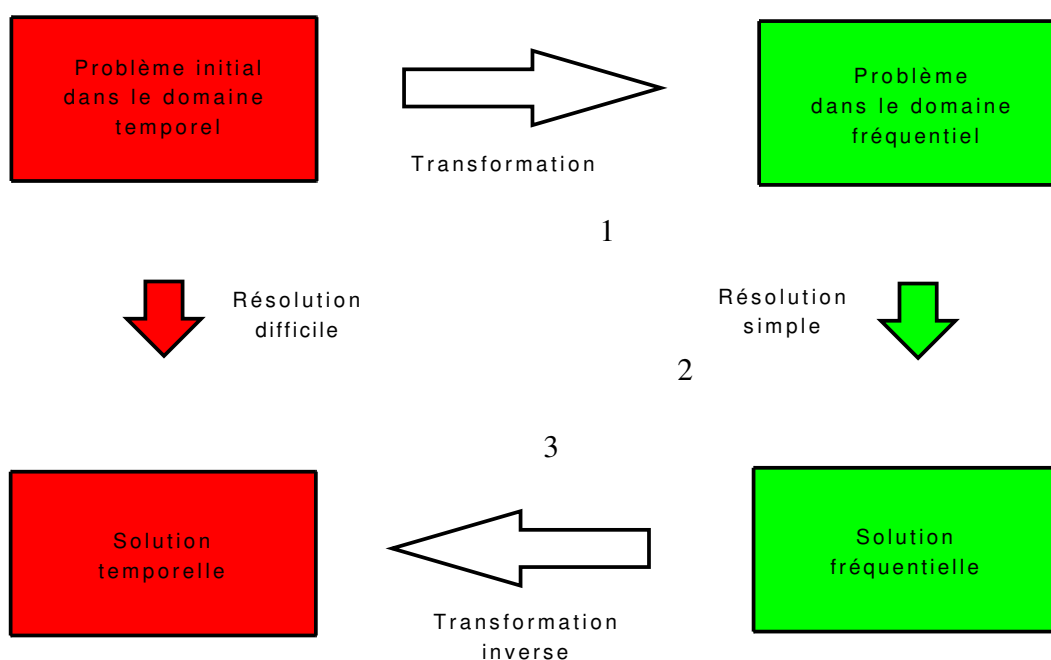 Problème initial
dans le domaine
temporel
Transformation
Problème
dans le domaine
fréquentiel
1
Résolution
difficile
Résolution
simple
2
3
Solution
temporelle
Transformation
inverse
Solution
fréquentielle